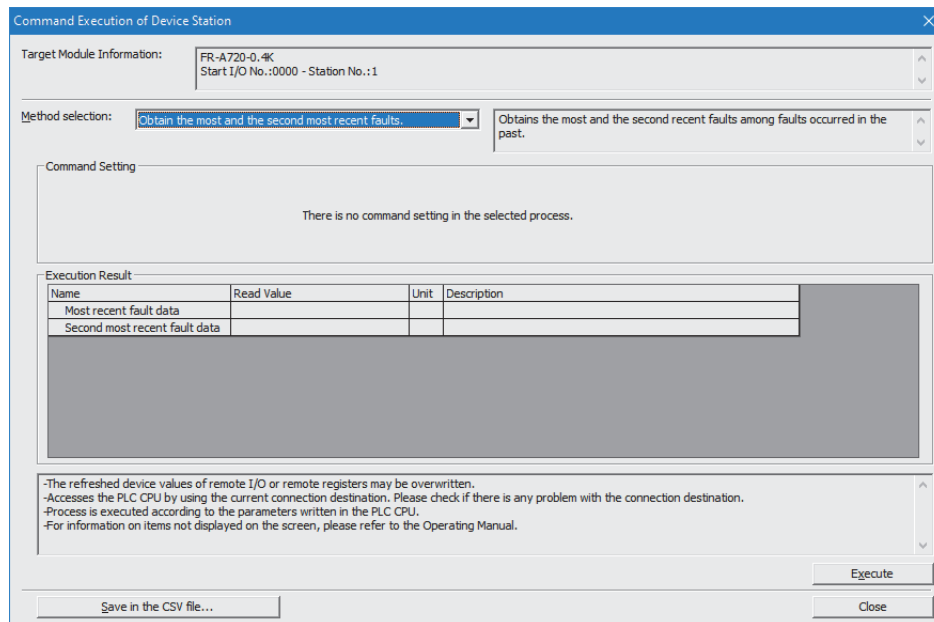 Command Execution of Device Station
Target Module Information:
FR-A720-0.4K
Start I/O No.:0000 - Station No.:1
Method selection:
Obtain the most and the second most recent faults.
Obtains the most and the second recent faults among faults occurred in the
past.
Command Setting
There is no command setting in the selected process.
Execution Result
Name Read Value Unit Description
Most recent fault data
Second most recent fault data
-The refreshed device values of remote I/O or remote registers may be overwritten.
-Accesses the PLC CPU by using the current connection destination. Please check if there is any problem with the connection destination.
-Process is executed according to the parameters written in the PLC CPU.
-For information on items not displayed on the screen, please refer to the Operating Manual.
Execute
Save in the CSV file...
Close